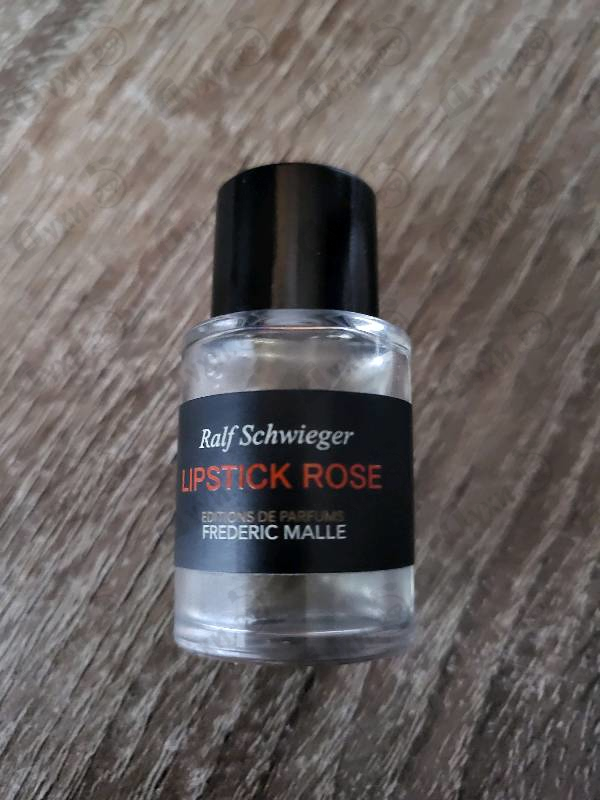 Ralf Schwieger
LIPSTICK ROSE
EDITIONS DE PARFUMS
FREDERIC MALLE